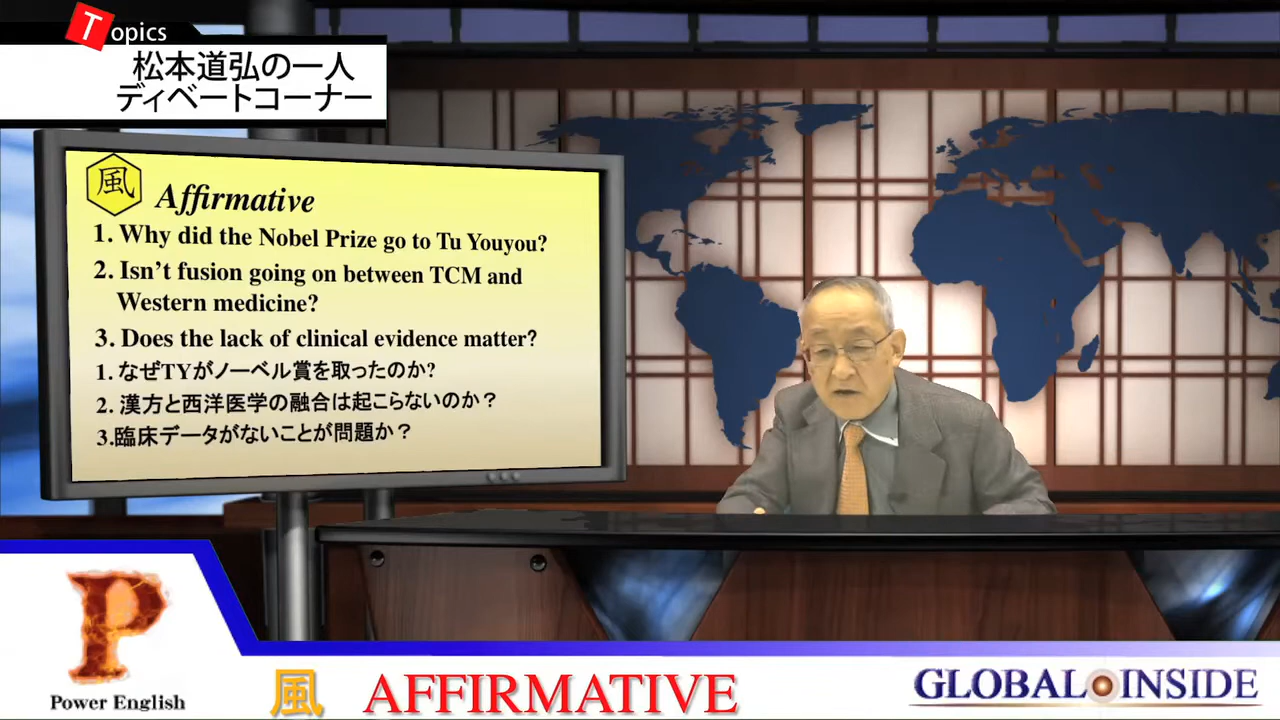 Topics
松本道弘の一人
ディベートコーナー
風
Affirmative
1. Why did the Nobel Prize go to Tu Youyou?
2. Isn't fusion going on between TCM and
Western medicine?
3. Does the lack of clinical evidence matter?
1. なぜTYがノーベル賞を取ったのか?
2. 漢方と西洋医学の融合は起こらないのか？
3.臨床データがないことが問題か？
P
Power English
風 AFFIRMATIVE
GLOBAL INSIDE